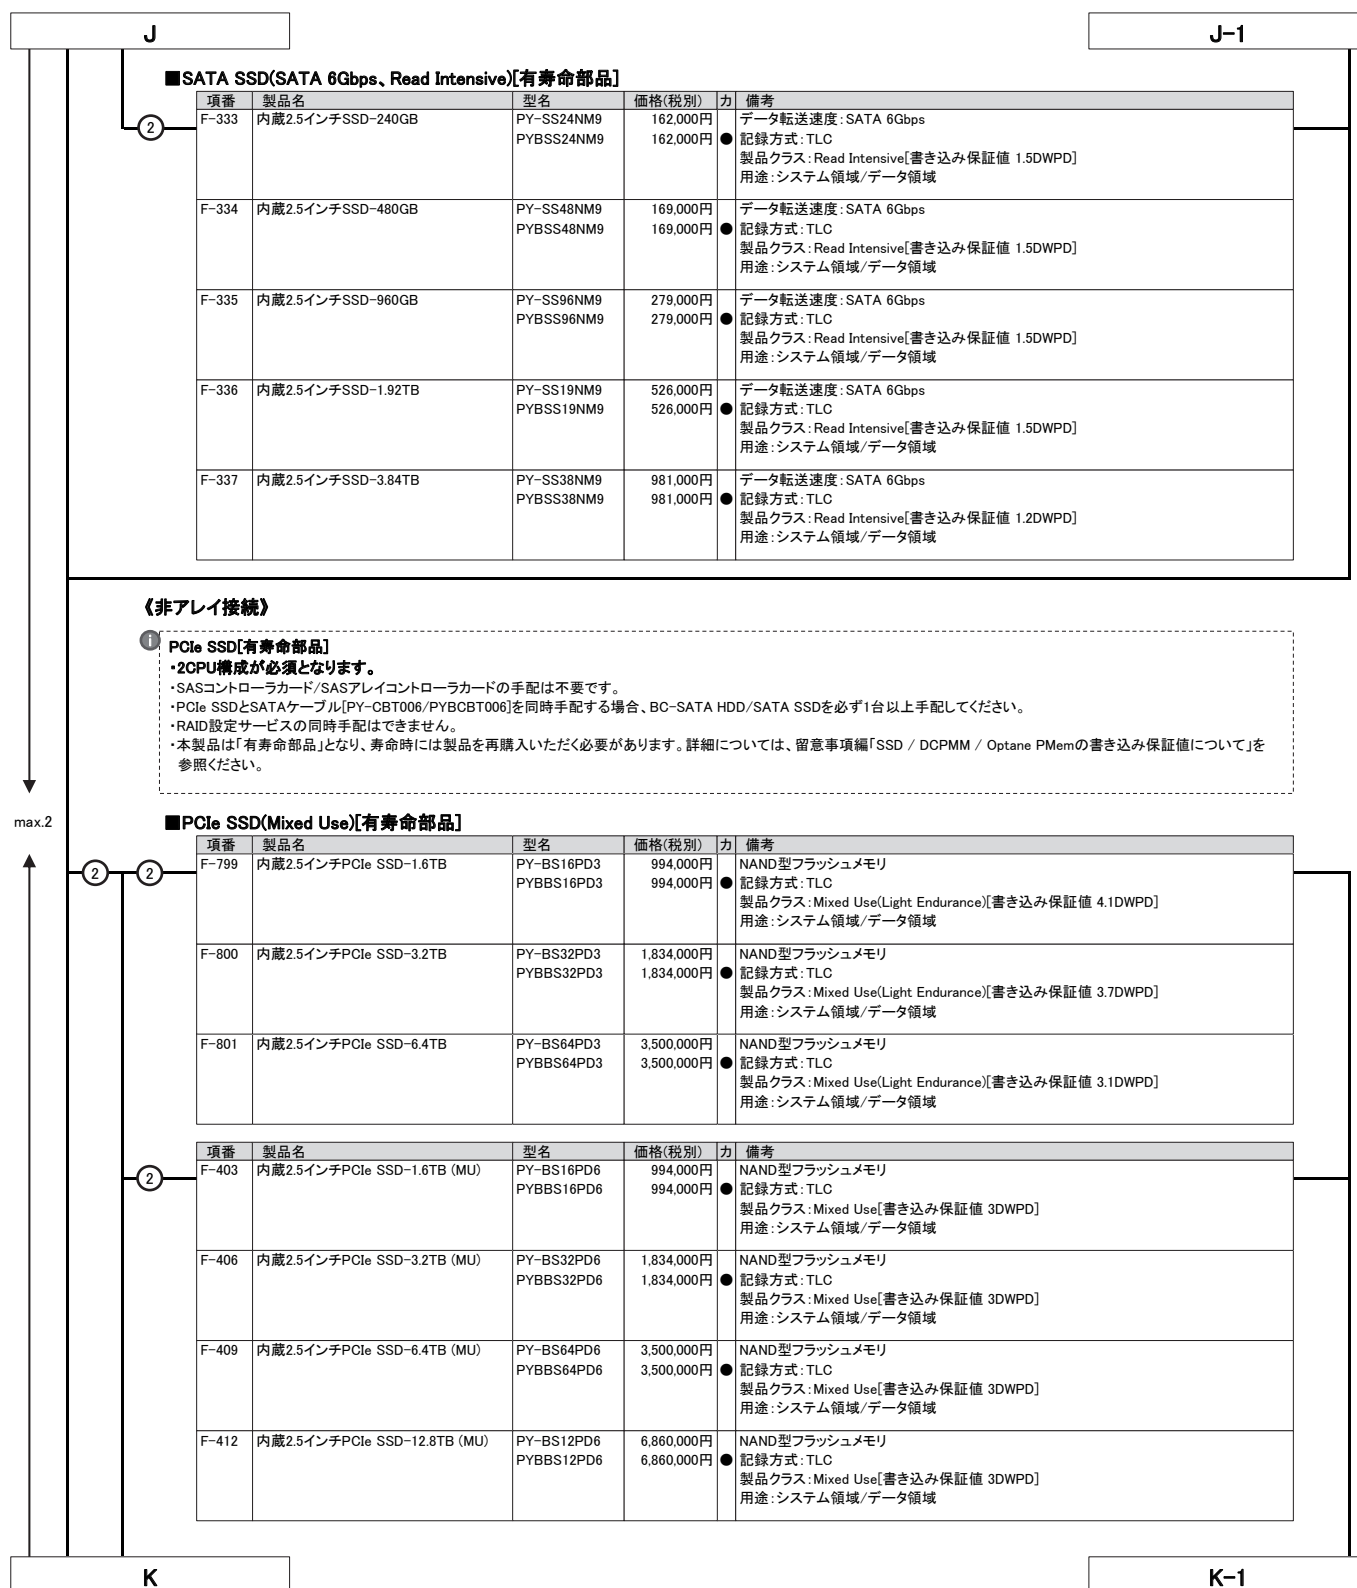 J
J-1
■SATA SSD(SATA 6Gbps、Read Intensive)[有寿命部品]
項番 製品名 型名 価格(税別) カ 備考
② F-333 内蔵2.5インチSSD-240GB PY-SS24NM9 162,000円 データ転送速度：SATA 6Gbps
PYBSS24NM9 162,000円 ● 記録方式：TLC
製品クラス：Read Intensive[書き込み保証値 1.5DWPD]
用途：システム領域/データ領域
F-334 内蔵2.5インチSSD-480GB PY-SS48NM9 169,000円 データ転送速度：SATA 6Gbps
PYBSS48NM9 169,000円 ● 記録方式：TLC
製品クラス：Read Intensive[書き込み保証値 1.5DWPD]
用途：システム領域/データ領域
F-335 内蔵2.5インチSSD-960GB PY-SS96NM9 279,000円 データ転送速度：SATA 6Gbps
PYBSS96NM9 279,000円 ● 記録方式：TLC
製品クラス：Read Intensive[書き込み保証値 1.5DWPD]
用途：システム領域/データ領域
F-336 内蔵2.5インチSSD-1.92TB PY-SS19NM9 526,000円 データ転送速度：SATA 6Gbps
PYBSS19NM9 526,000円 ● 記録方式：TLC
製品クラス：Read Intensive[書き込み保証値 1.5DWPD]
用途：システム領域/データ領域
F-337 内蔵2.5インチSSD-3.84TB PY-SS38NM9 981,000円 データ転送速度：SATA 6Gbps
PYBSS38NM9 981,000円 ● 記録方式：TLC
製品クラス：Read Intensive[書き込み保証値 1.2DWPD]
用途：システム領域/データ領域
《非アレイ接続》
i PCIe SSD[有寿命部品]
・2CPU構成が必須となります。
・SASコントローラカード/SASアレイコントローラカードの手配は不要です。
・PCIe SSDとSATAケーブル[PY-CBT006/PYBCBT006]を同時手配する場合、BC-SATA HDD/SATA SSDを必ず1台以上手配してください。
・RAID設定サービスの同時手配はできません。
・本製品は「有寿命部品」となり、寿命時には製品を再購入いただく必要があります。詳細については、留意事項編「SSD / DCPMM / Optane PMemの書き込み保証値について」を
参照ください。
max.2
■PCIe SSD(Mixed Use)[有寿命部品]
項番 製品名 型名 価格(税別) カ 備考
② ② F-799 内蔵2.5インチPCIe SSD-1.6TB PY-BS16PD3 994,000円 NAND型フラッシュメモリ
PYBBS16PD3 994,000円 ● 記録方式：TLC
製品クラス：Mixed Use(Light Endurance)[書き込み保証値 4.1DWPD]
用途：システム領域/データ領域
F-800 内蔵2.5インチPCIe SSD-3.2TB PY-BS32PD3 1,834,000円 NAND型フラッシュメモリ
PYBBS32PD3 1,834,000円 ● 記録方式：TLC
製品クラス：Mixed Use(Light Endurance)[書き込み保証値 3.7DWPD]
用途：システム領域/データ領域
F-801 内蔵2.5インチPCIe SSD-6.4TB PY-BS64PD3 3,500,000円 NAND型フラッシュメモリ
PYBBS64PD3 3,500,000円 ● 記録方式：TLC
製品クラス：Mixed Use(Light Endurance)[書き込み保証値 3.1DWPD]
用途：システム領域/データ領域
項番 製品名 型名 価格(税別) カ 備考
② F-403 内蔵2.5インチPCIe SSD-1.6TB (MU) PY-BS16PD6 994,000円 NAND型フラッシュメモリ
PYBBS16PD6 994,000円 ● 記録方式：TLC
製品クラス：Mixed Use[書き込み保証値 3DWPD]
用途：システム領域/データ領域
F-406 内蔵2.5インチPCIe SSD-3.2TB (MU) PY-BS32PD6 1,834,000円 NAND型フラッシュメモリ
PYBBS32PD6 1,834,000円 ● 記録方式：TLC
製品クラス：Mixed Use[書き込み保証値 3DWPD]
用途：システム領域/データ領域
F-409 内蔵2.5インチPCIe SSD-6.4TB (MU) PY-BS64PD6 3,500,000円 NAND型フラッシュメモリ
PYBBS64PD6 3,500,000円 ● 記録方式：TLC
製品クラス：Mixed Use[書き込み保証値 3DWPD]
用途：システム領域/データ領域
F-412 内蔵2.5インチPCIe SSD-12.8TB (MU) PY-BS12PD6 6,860,000円 NAND型フラッシュメモリ
PYBBS12PD6 6,860,000円 ● 記録方式：TLC
製品クラス：Mixed Use[書き込み保証値 3DWPD]
用途：システム領域/データ領域
K
K-1